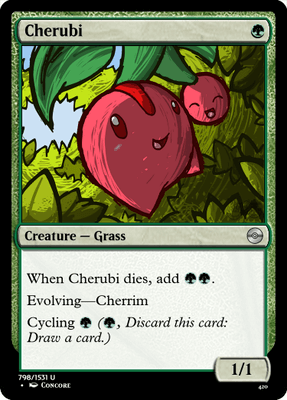 Cherubi
Creature — Grass
When Cherubi dies, add .
Evolving—Cherrim
Cycling (, Discard this card:
Draw a card.)
1/1
798/1531 U
• Concore
420